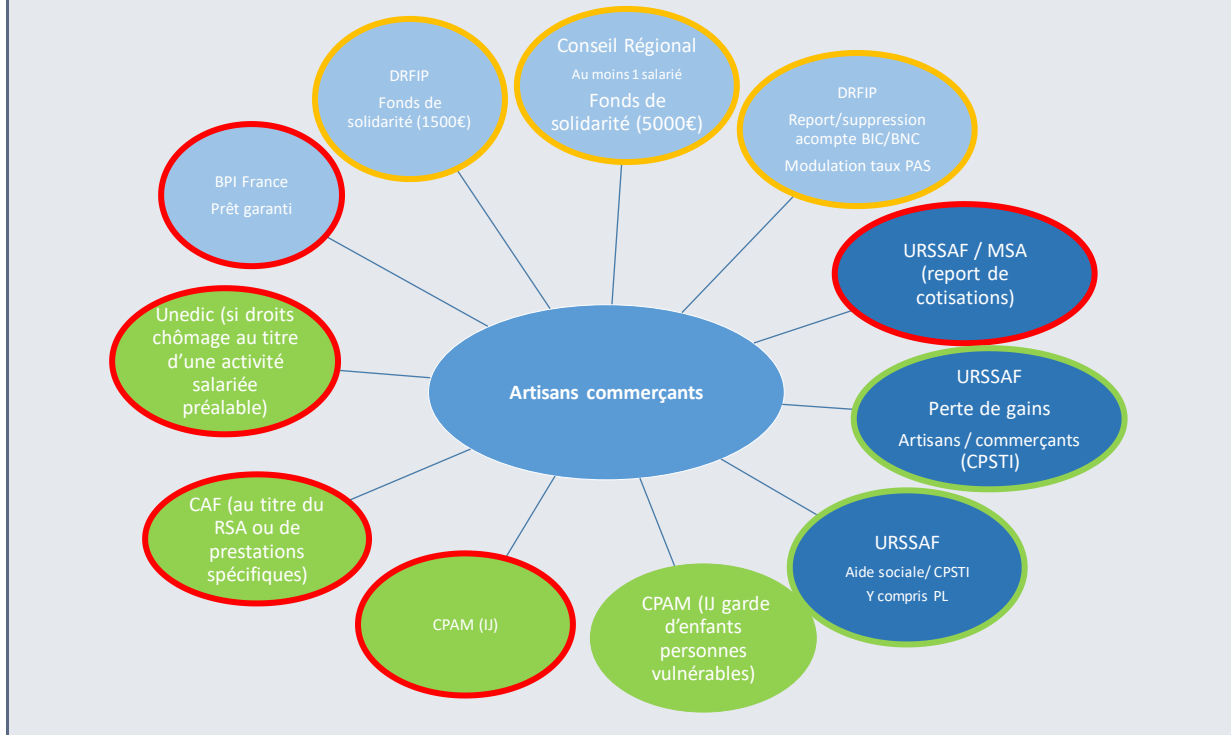 Conseil Régional
Au moins 1 salarié
Fonds de
solidarité (5000€)
DRFIP
Fonds de
solidarité (1500€)
DRFIP
Report/suppression
acompte BIC/BNC
Modulation taux PAS
BPI France
Prêt garanti
URSSAF / MSA
(report de
cotisations)
Unedic (si droits
chômage au titre
d’une activité
salariée
préalable)
Artisans commerçants
URSSAF
Perte de gains
Artisans / commerçants
(CPSTI)
CAF (au titre du
RSA ou de
prestations
spécifiques)
URSSAF
Aide sociale/ CPSTI
Y compris PL
CPAM (IJ)
CPAM (IJ garde
d’enfants
personnes
vulnérables)